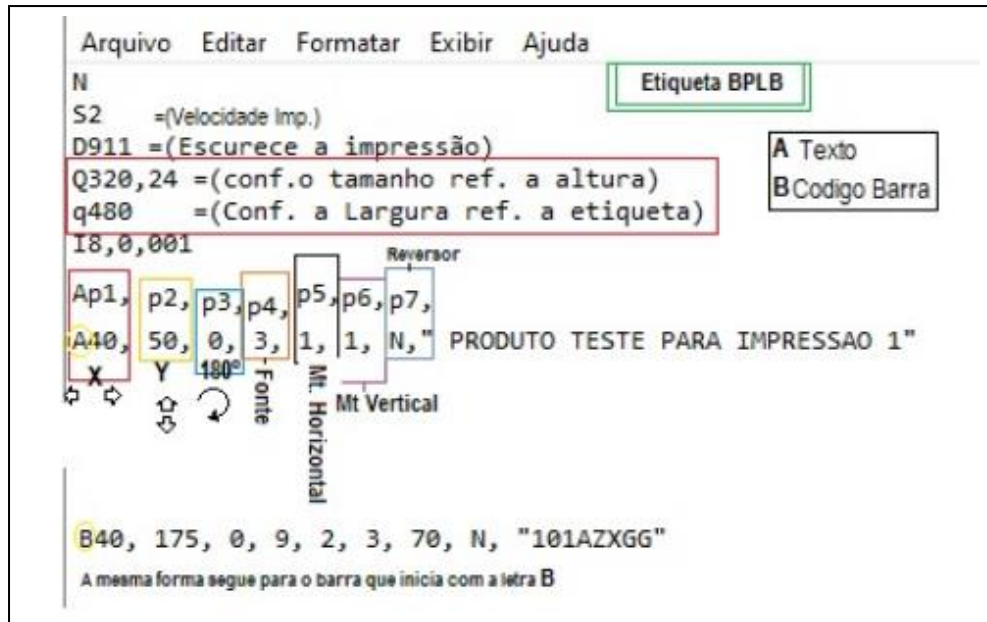 Arquivo Editar Formatar Exibir Ajuda
N
Etiqueta BPLB
S2 =(Velocidade Imp.)
D911 =(Escurece a impressão)
A Texto
Q320,24 =(conf.o tamanho ref. a altura)
B Codigo Barra
q480 =(Conf. a Largura ref. a etiqueta)
I8,0,001
Reversor
Ap1, p2, p3, p4, p5, p6, p7,
A40, 50, 0, 3, 1, 1, N," PRODUTO TESTE PARA IMPRESSAO 1"
X Y 180º Fonte Mt. Horizontal Mt Vertical
B40, 175, 0, 9, 2, 3, 70, N, "101AZXGG"
A mesma forma segue para o barra que inicia com a letra B